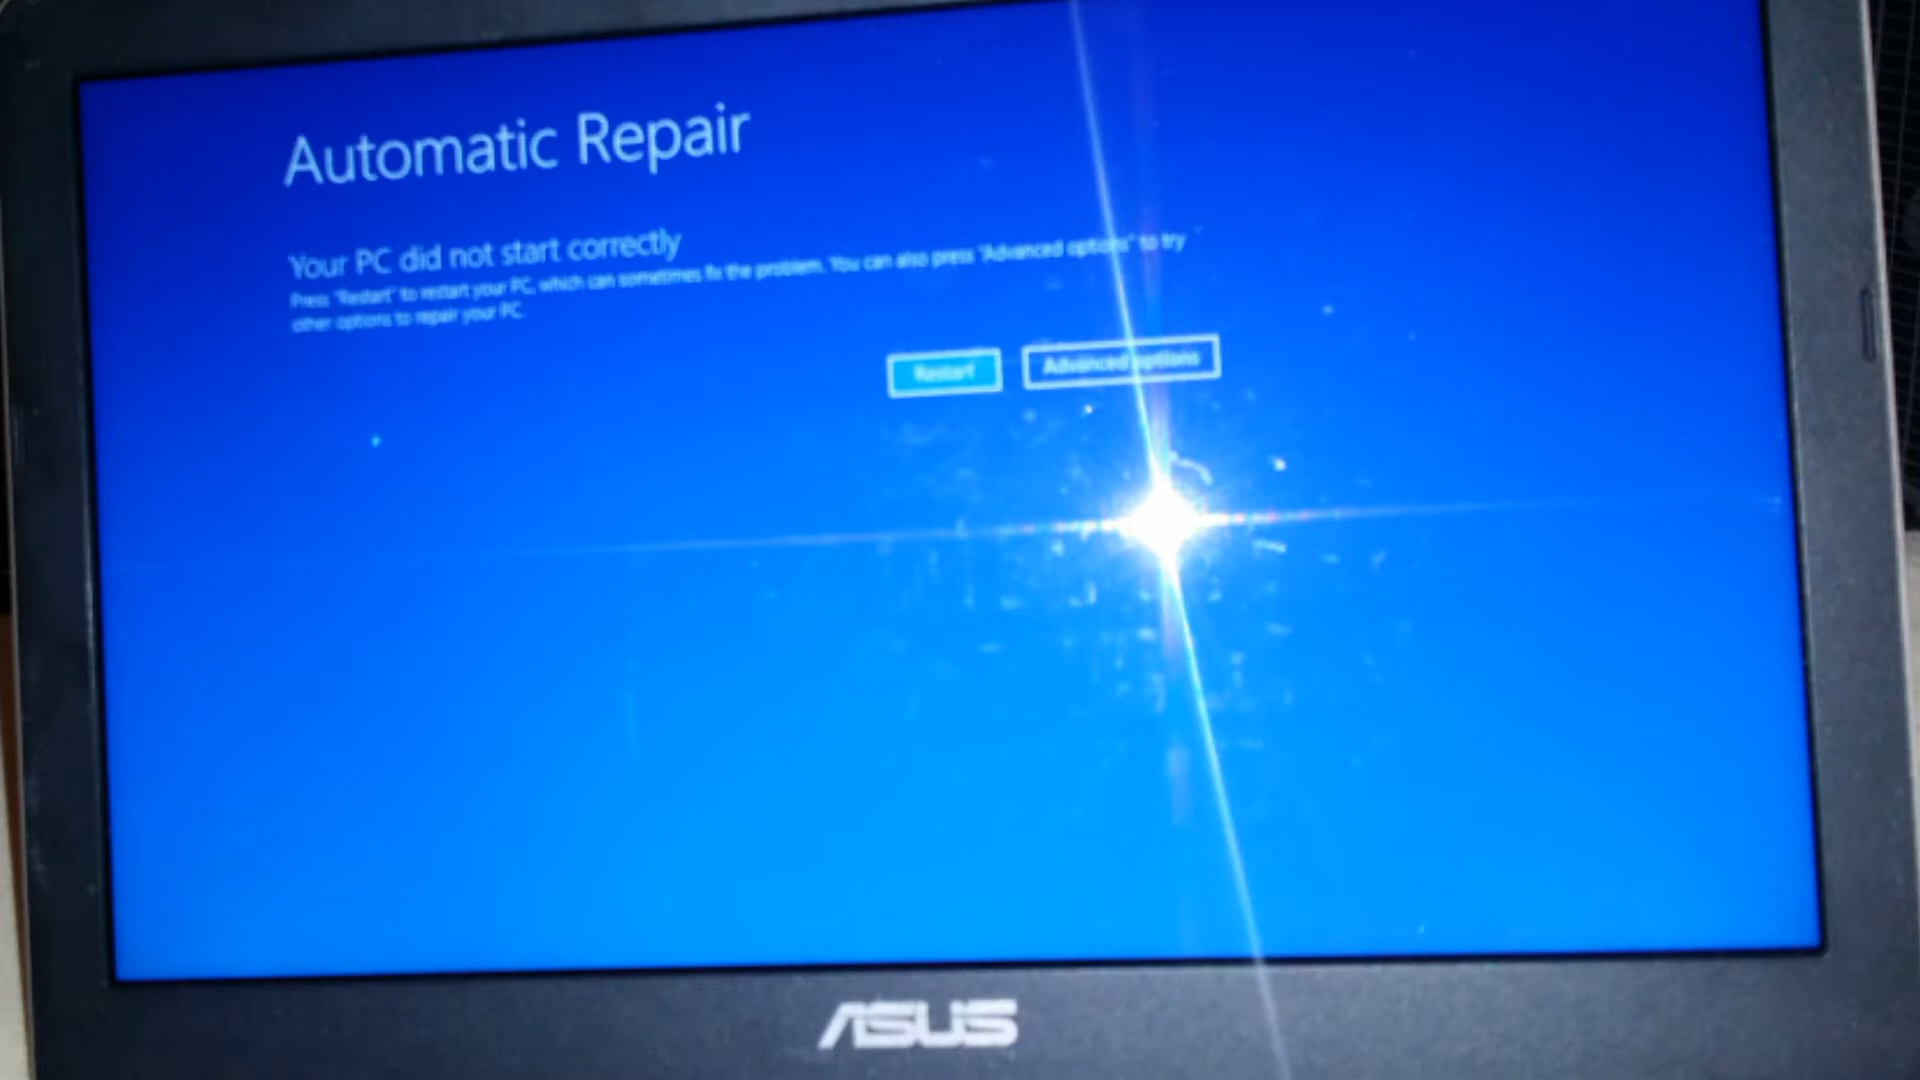 Automatic Repair
Your PC did not start correctly
Press "Restart" to restart your PC, which can sometimes fix the problem. You can also press "Advanced options" to try
other options to repair your PC.
Restart
Advanced options
ASUS